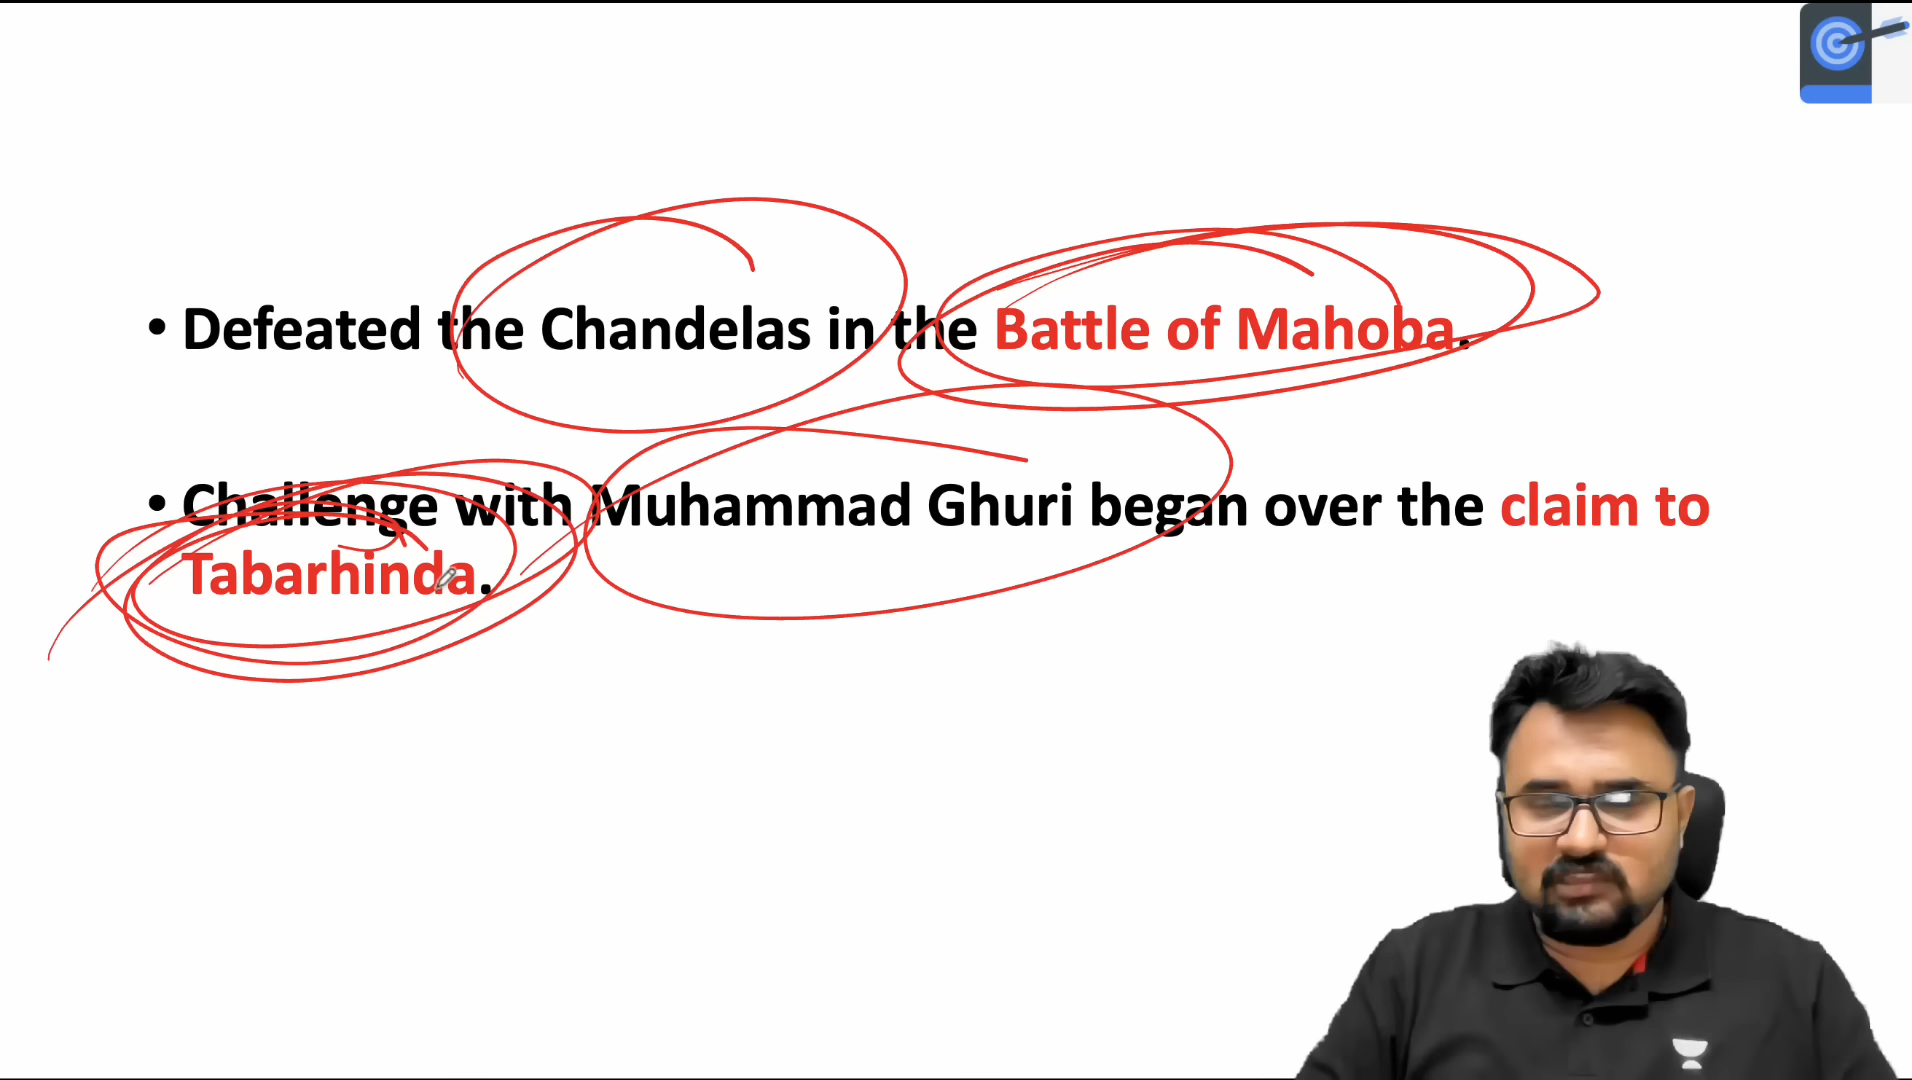 • Defeated the Chandelas in the Battle of Mahoba.
• Challenge with Muhammad Ghuri began over the claim to
Tabarhinda.